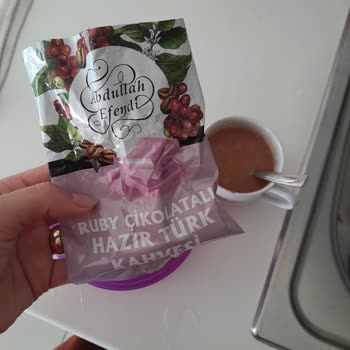 Abdullah
Efendi
RUBY ÇİKOLATALI
HAZIR TÜRK
KAHVESİ